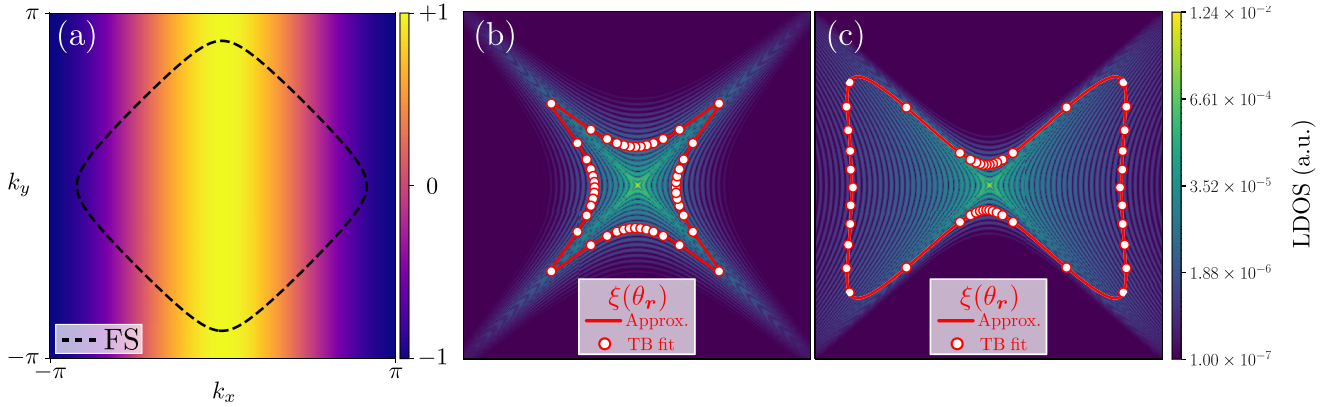 (a)
π
k_y
−π
−π
k_x
π
FS
+1
0
−1
(b)
ξ(θ_r)
Approx.
TB fit
(c)
ξ(θ_r)
Approx.
TB fit
1.24 × 10⁻²
6.61 × 10⁻⁴
3.52 × 10⁻⁵
1.88 × 10⁻⁶
1.00 × 10⁻⁷
LDOS (a.u.)